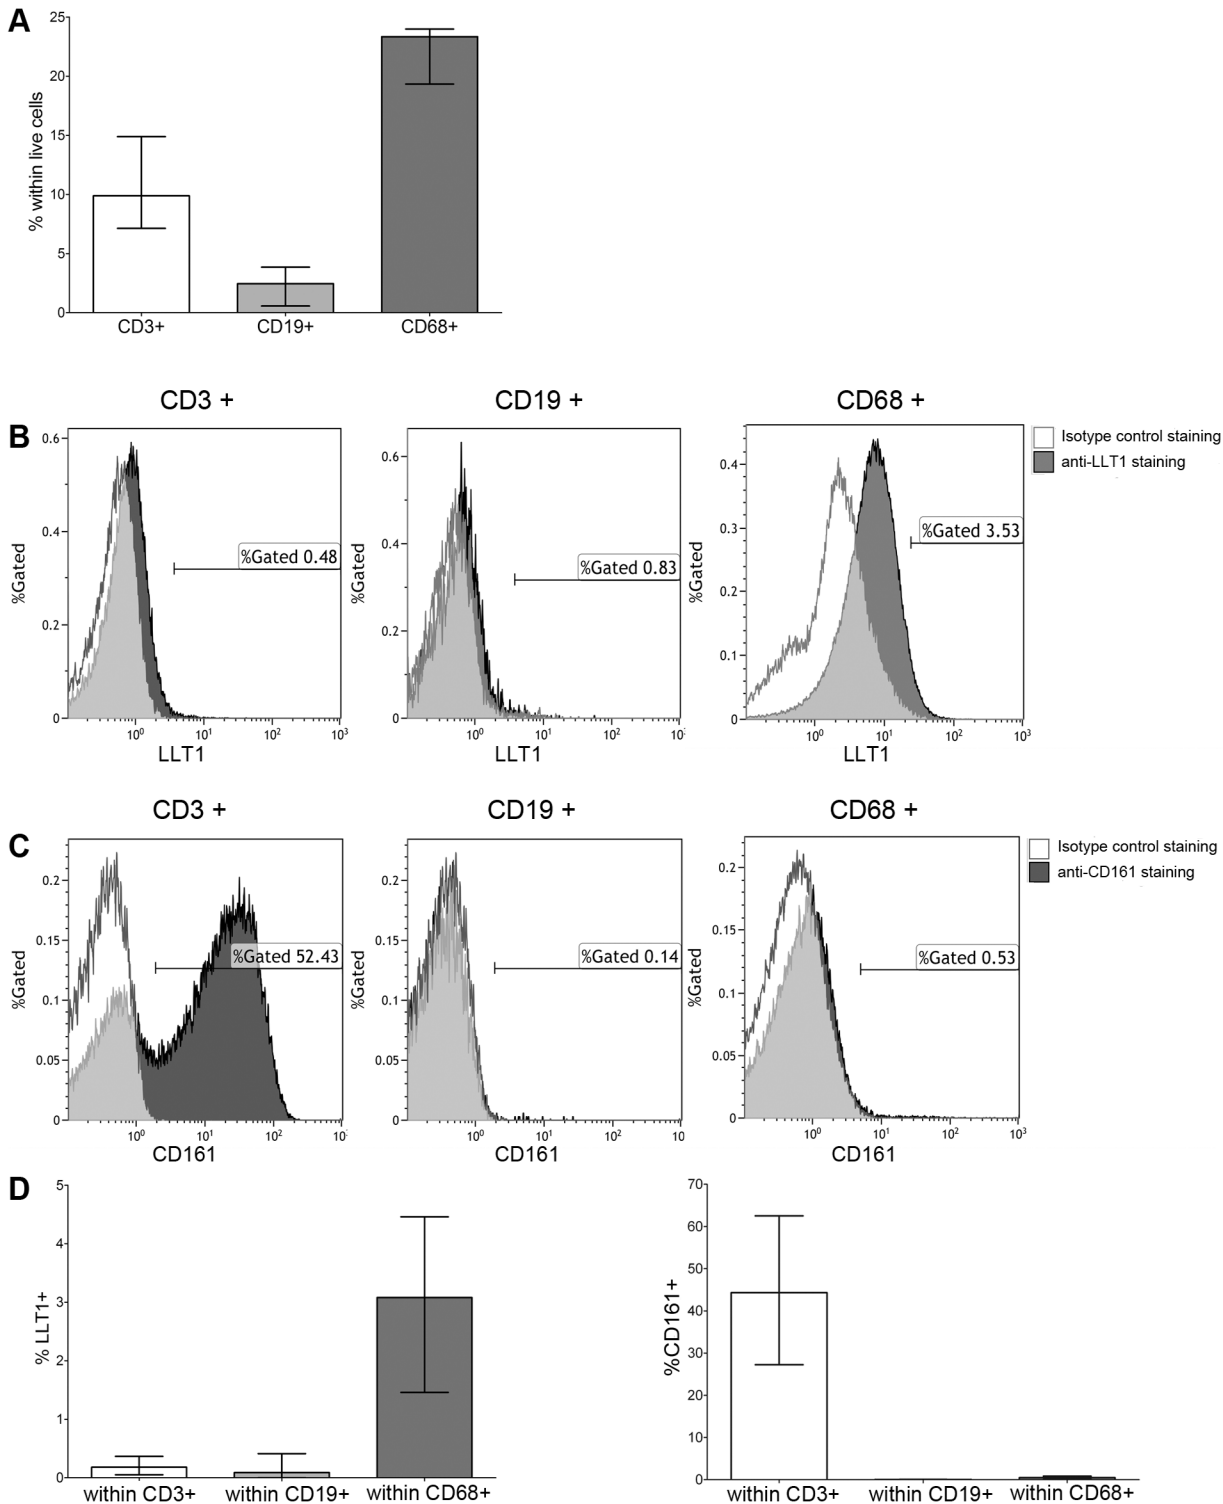 A
25
20
15
10
5
0
% within live cells
CD3+ CD19+ CD68+
B
CD3 + CD19 + CD68 +
Isotype control staining
anti-LLT1 staining
0.6
0.4
0.2
0
%Gated
%Gated 0.48
10⁰ 10¹ 10² 10³
LLT1
0.6
0.4
0.2
0
%Gated
%Gated 0.83
10⁰ 10¹ 10²
LLT1
0.4
0.3
0.2
0.1
0
%Gated
%Gated 3.53
10⁰ 10¹ 10² 10³
LLT1
C
CD3 + CD19 + CD68 +
Isotype control staining
anti-CD161 staining
0.2
0.15
0.1
0.05
0
%Gated
%Gated 52.43
10⁰ 10¹ 10²
CD161
0.2
0.15
0.1
0.05
0
%Gated
%Gated 0.14
10⁰ 10¹ 10² 10
CD161
0.2
0.15
0.1
0.05
0
%Gated
%Gated 0.53
10⁰ 10¹ 10² 10³
CD161
D
5
4
3
2
1
0
% LLT1+
within CD3+ within CD19+ within CD68+
70
60
50
40
30
20
10
0
%CD161+
within CD3+ within CD19+ within CD68+